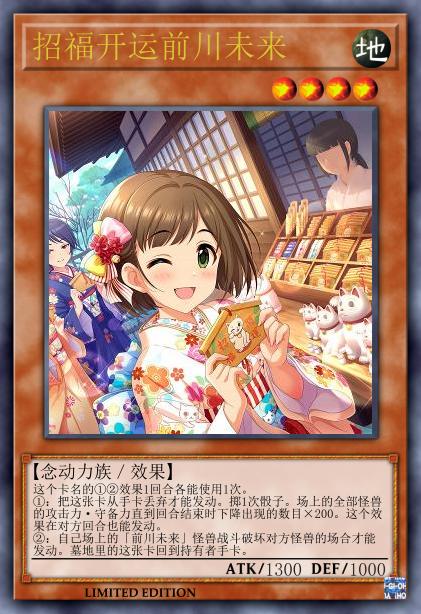 招福开运前川未来
地
【念动力族 / 效果】
这个卡名的①②效果1回合各能使用1次。
①：把这张卡从手卡丢弃才能发动。掷1次骰子。场上的全部怪兽
的攻击力·守备力直到回合结束时下降出现的数目×200。这个效
果在对方回合也能发动。
②：自己场上的「前川未来」怪兽战斗破坏对方怪兽的场合才能
发动。墓地里的这张卡回到持有者手卡。
ATK/1300 DEF/1000
LIMITED EDITION